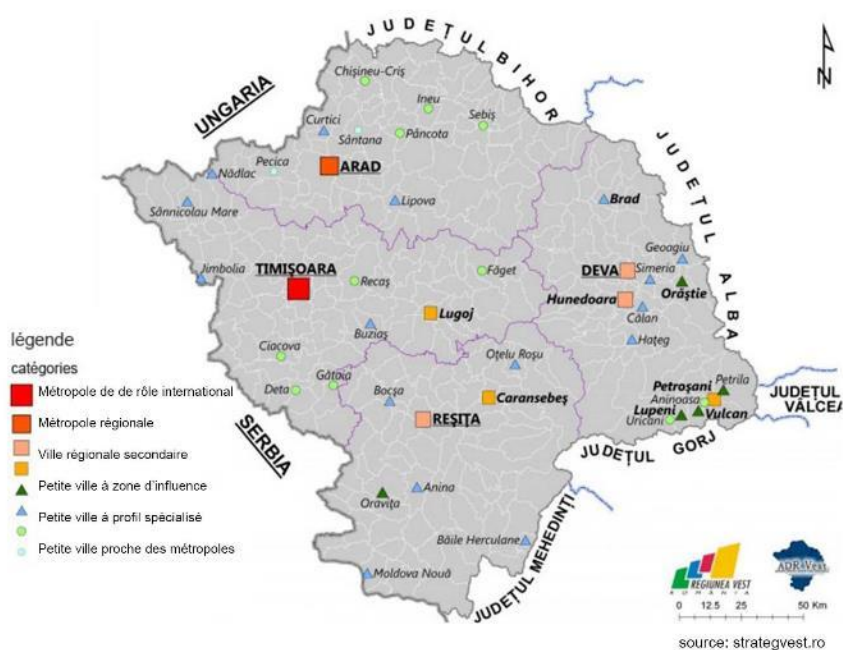 JUDEȚUL BIHOR
N
Chișineu-Criș
UNGARIA
Ineu
Curtici
Sebiș
Sântana
Pâncota
Pecica
ARAD
Nădlac
Sânnicolau Mare
Lipova
Brad
JUDEȚUL ALBA
Jimbolia
TIMIȘOARA
Recaș
Făget
DEVA
Geoagiu
Simeria
Orăștie
Hunedoara
Călan
Lugoj
Buziaș
Hațeg
légende
catégories
Ciacova
Gătaia
Deta
Oțelu Roșu
Bocșa
Caransebeș
REȘIȚA
Petroșani
Petrila
Aninoasa
Lupeni
Vulcan
Uricani
JUDEȚUL
VÂLCEA
JUDEȚUL GORJ
SERBIA
Métropole de de rôle international
Métropole régionale
Ville régionale secondaire
Petite ville à zone d'influence
Petite ville à profil spécialisé
Petite ville proche des métropoles
Oravița
Anina
Băile Herculane
Moldova Nouă
JUDEȚUL MEHEDINȚI
REGIUNEA VEST
ROMANIA
ADR Vest
0 12.5 25 50 Km
source: strategvest.ro